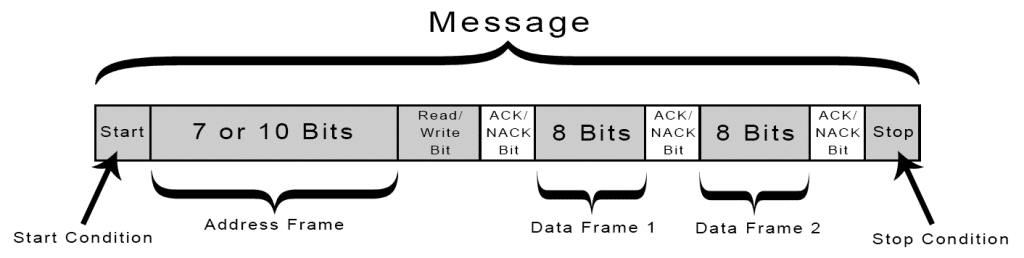 Message
Start
7 or 10 Bits
Read/
Write
Bit
ACK/
NACK
Bit
8 Bits
ACK/
NACK
Bit
8 Bits
ACK/
NACK
Bit
Stop
Address Frame
Data Frame 1
Data Frame 2
Start Condition
Stop Condition